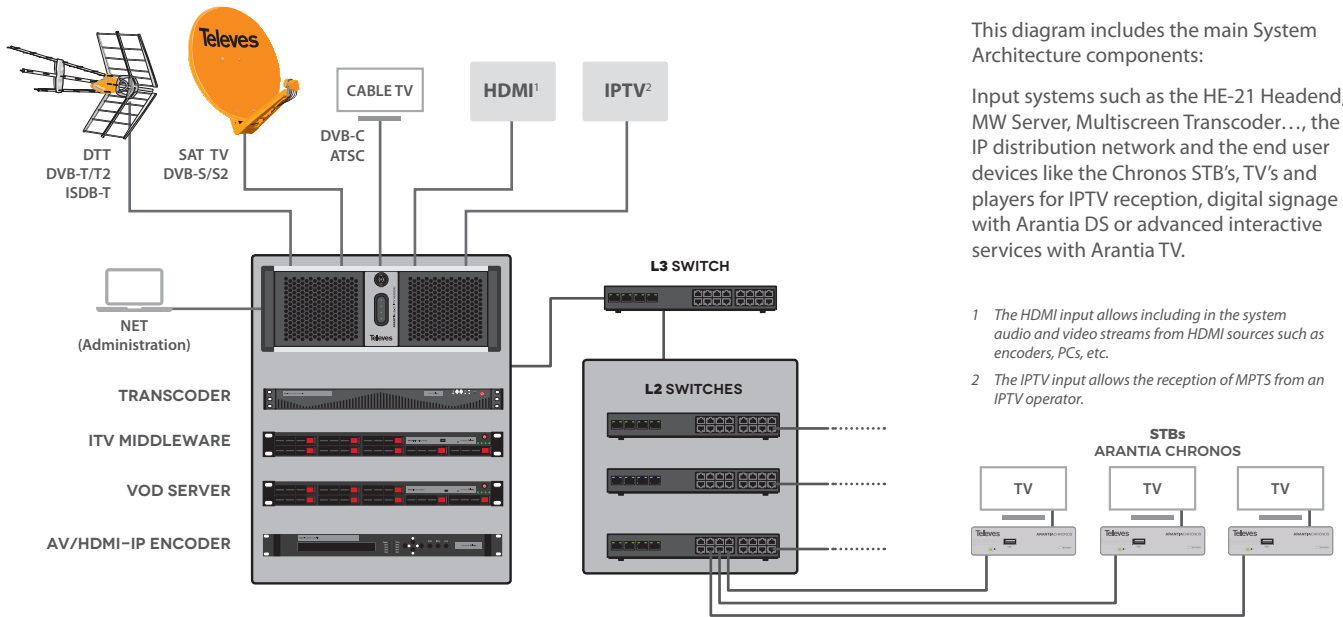 Televes
CABLE TV
HDMI¹
IPTV²
DTT
DVB-T/T2
ISDB-T
SAT TV
DVB-S/S2
DVB-C
ATSC
NET
(Administration)
Televes
TRANSCODER
ITV MIDDLEWARE
VOD SERVER
AV/HDMI-IP ENCODER
L3 SWITCH
L2 SWITCHES
This diagram includes the main System
Architecture components:
Input systems such as the HE-21 Headend,
MW Server, Multiscreen Transcoder…, the
IP distribution network and the end user
devices like the Chronos STB's, TV's and
players for IPTV reception, digital signage
with Arantia DS or advanced interactive
services with Arantia TV.
1 The HDMI input allows including in the system
audio and video streams from HDMI sources such as
encoders, PCs, etc.
2 The IPTV input allows the reception of MPTS from an
IPTV operator.
STBs
ARANTIA CHRONOS
TV
TV
TV
Televes ARANTIACHRONOS
Televes ARANTIACHRONOS
Televes ARANTIACHRONOS